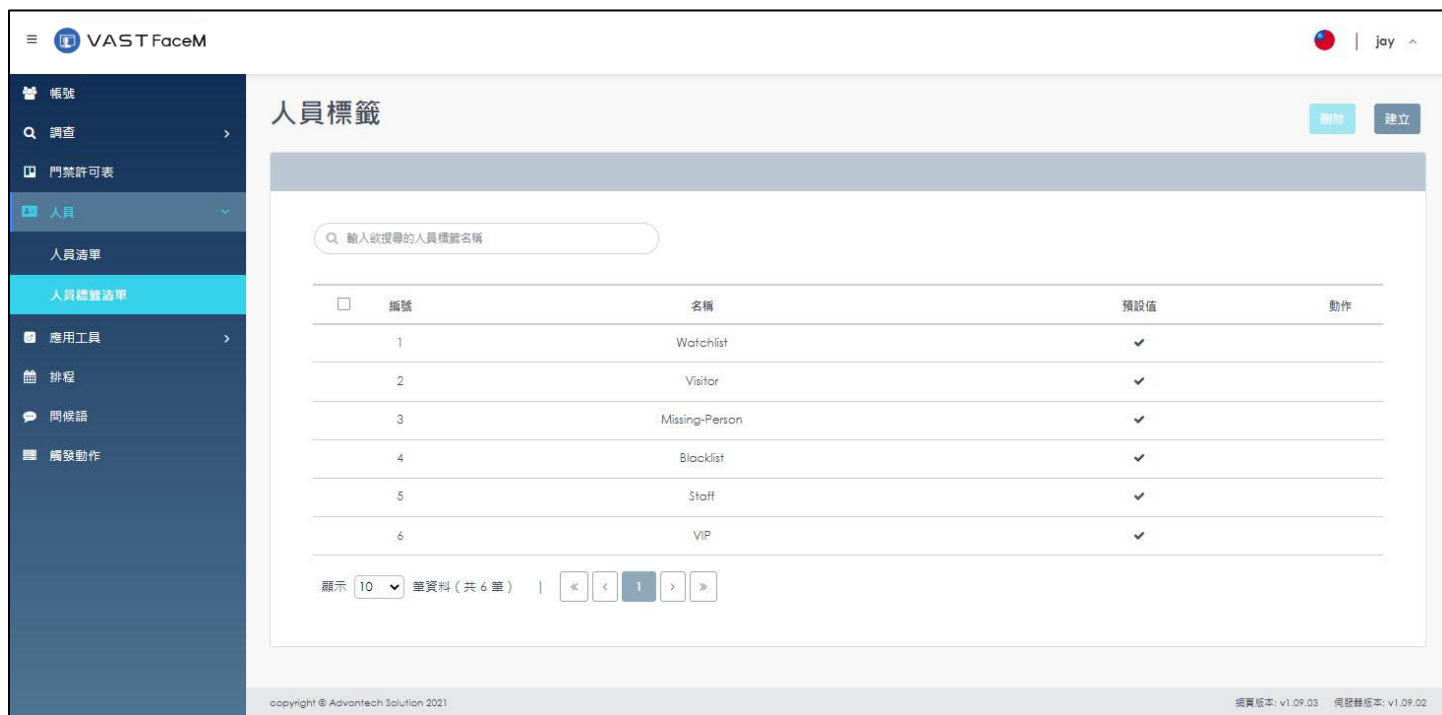 VAST FaceM
jay
帳號
調查
門禁許可表
人員
人員清單
人員標籤清單
應用工具
排程
問候語
觸發動作
人員標籤
刪除 建立
輸入欲搜尋的人員標籤名稱
編號 名稱 預設值 動作
1 Watchlist ✔
2 Visitor ✔
3 Missing-Person ✔
4 Blacklist ✔
5 Staff ✔
6 VIP ✔
顯示 10 筆資料 ( 共 6 筆 ) | « < 1 > »
copyright © Advantech Solution 2021 網頁版本: v1.09.03 伺服器版本: v1.09.02